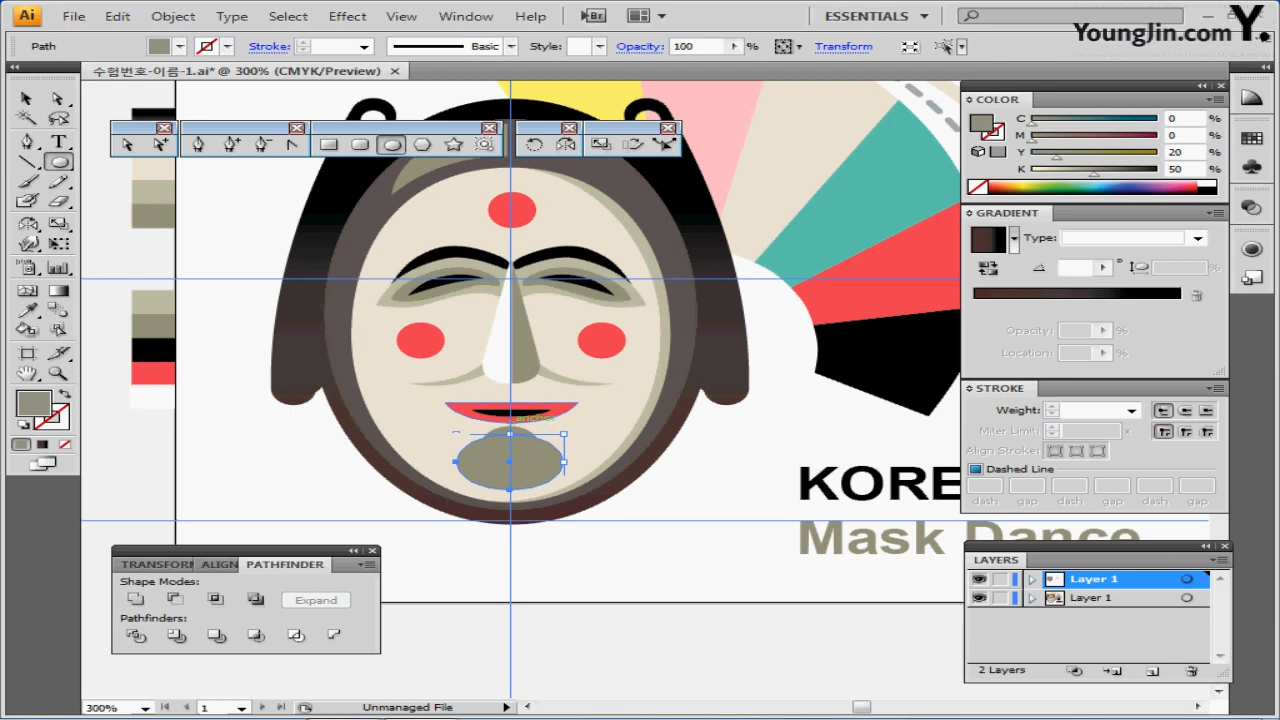 Ai File Edit Object Type Select Effect View Window Help Br ESSENTIALS
YoungJin.com Y.
Path Stroke: Basic Style: Opacity: 100 % Transform
수험번호-이름-1.ai* @ 300% (CMYK/Preview)
COLOR
C 0 %
M 0 %
Y 20 %
K 50 %
GRADIENT
Type:
Opacity: %
Location: %
STROKE
Weight:
Miter Limit: x
Align Stroke:
Dashed Line
dash gap dash gap dash gap
KORE
Mask Dance
TRANSFORM ALIGN PATHFINDER
Shape Modes:
Expand
Pathfinders:
LAYERS
Layer 1
Layer 1
2 Layers
300% 1 Unmanaged File